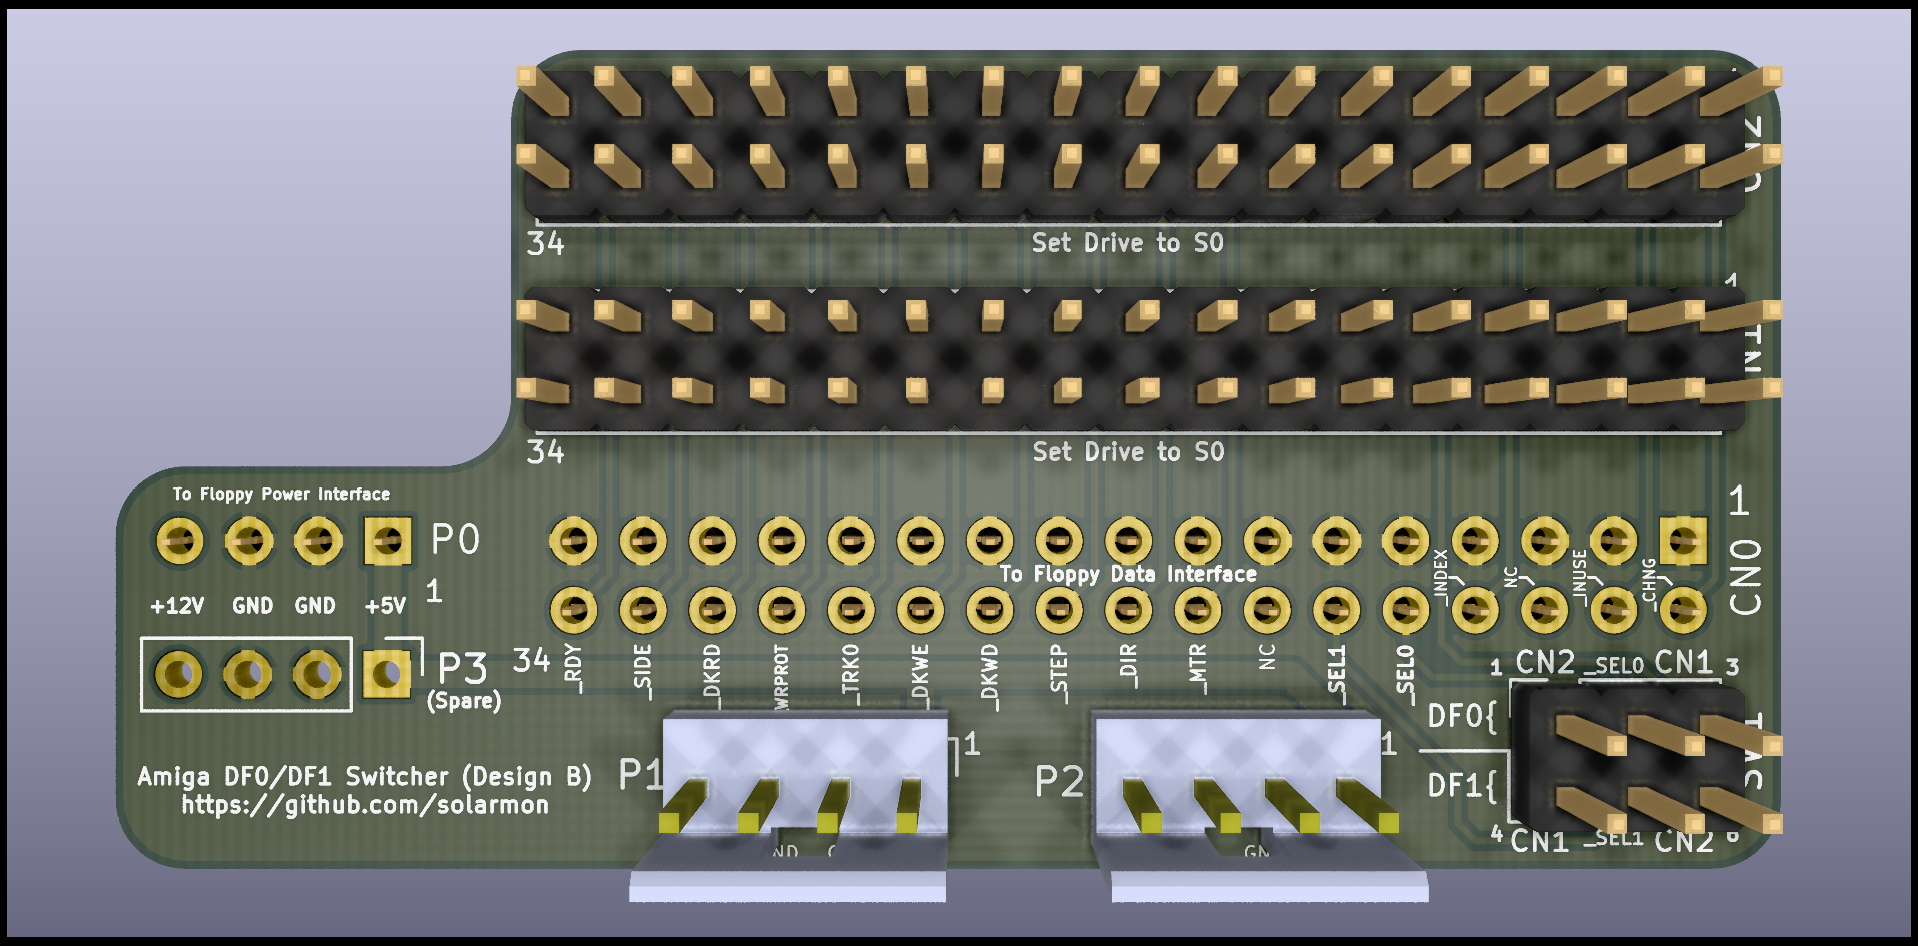 34
Set Drive to S0
1
34
Set Drive to S0
To Floppy Power Interface
P0
1
+12V GND GND +5V
P3
(Spare)
1
CN0
To Floppy Data Interface
_INDEX
NC
_INUSE
_CHNG
34
_RDY
_SIDE
_DKRD
_WRPROT
_TRK0
_DKWE
_DKWD
_STEP
_DIR
_MTR
NC
_SEL1
_SEL0
1 CN2 _SEL0 CN1 3
DF0{
DF1{
SW1
4 CN1 _SEL1 CN2 6
P1
1
P2
1
Amiga DF0/DF1 Switcher (Design B)
https://github.com/solarmon